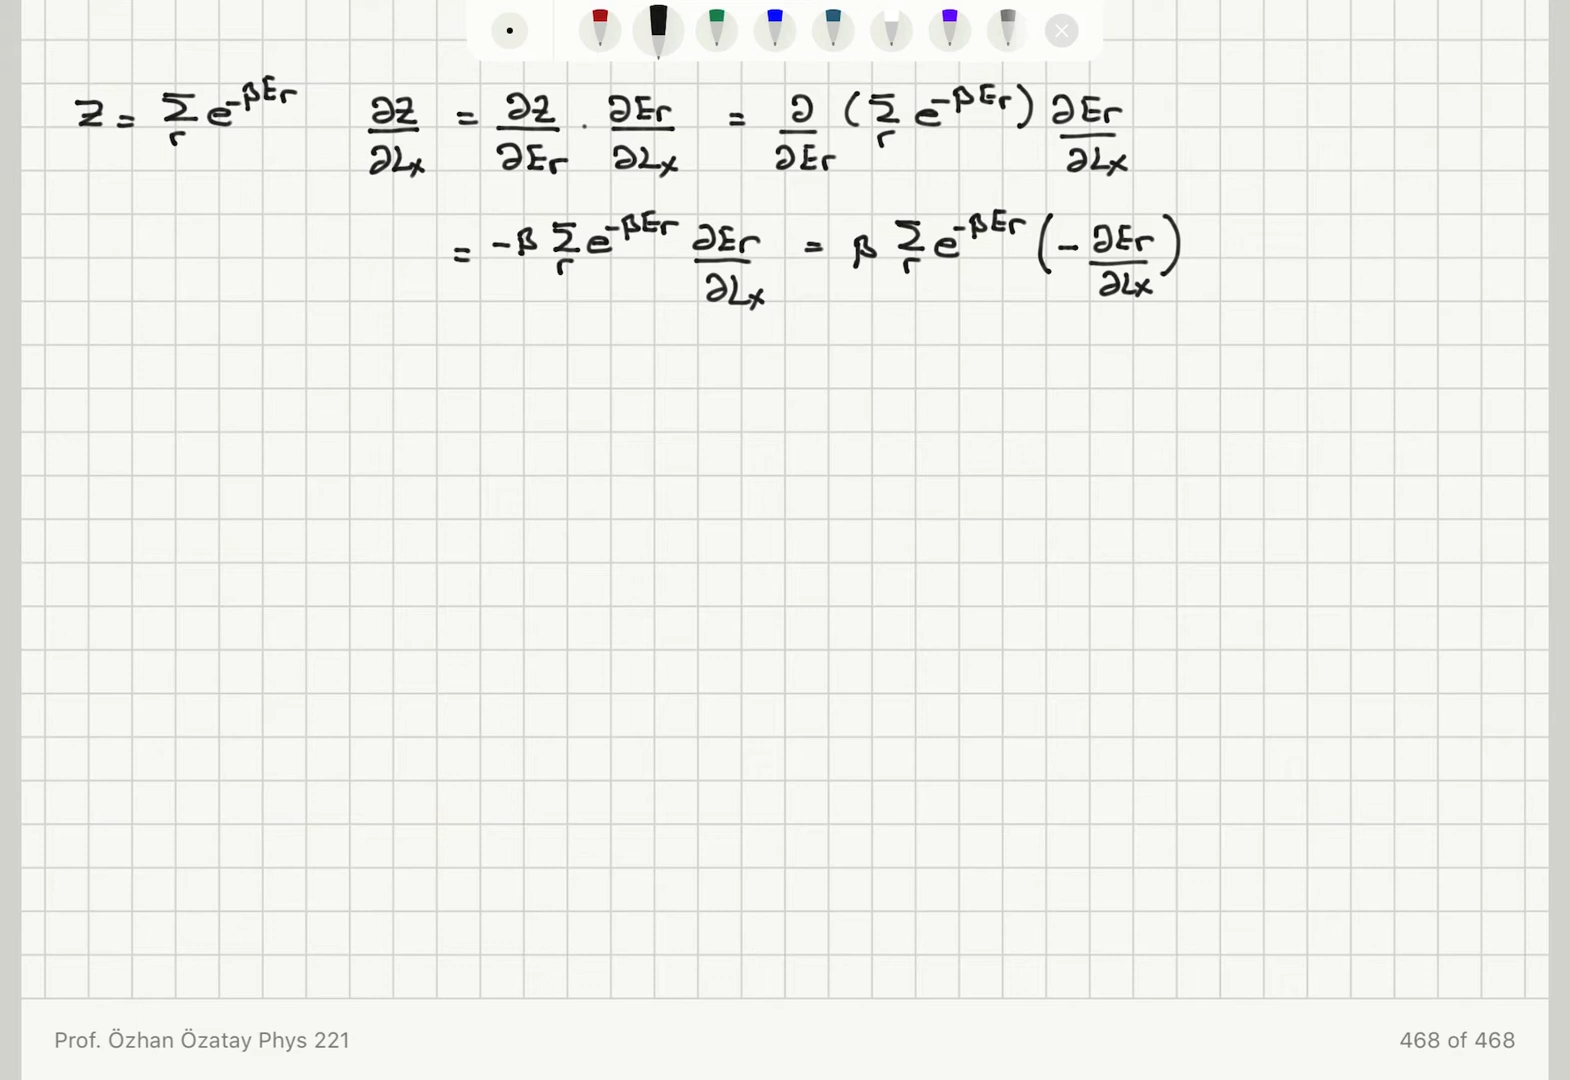 Z = Σ_r e^{-βE_r}   ∂Z/∂L_x = ∂Z/∂E_r · ∂E_r/∂L_x = ∂/∂E_r (Σ_r e^{-βE_r}) ∂E_r/∂L_x
= -β Σ_r e^{-βE_r} ∂E_r/∂L_x = β Σ_r e^{-βE_r} (-∂E_r/∂L_x)
Prof. Özhan Özatay Phys 221
468 of 468